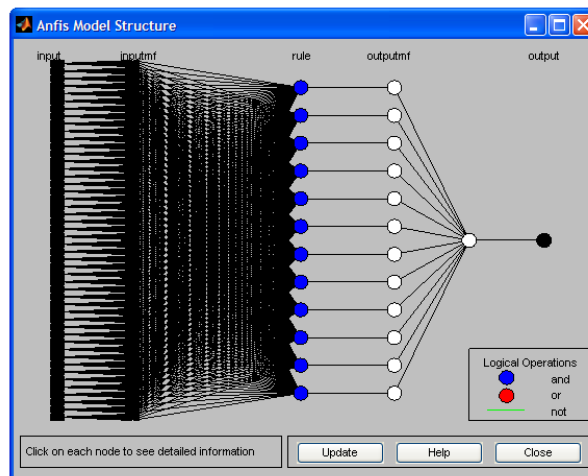 Anfis Model Structure
input inputmf rule outputmf output
Logical Operations
and
or
not
Click on each node to see detailed information
Update Help Close